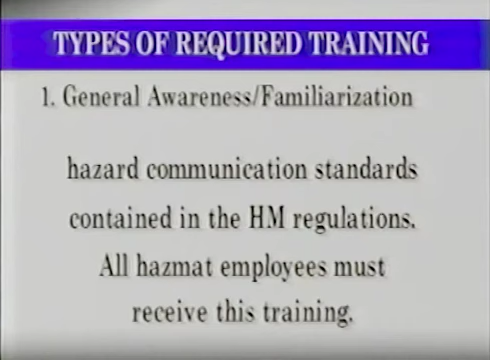 TYPES OF REQUIRED TRAINING
1. General Awareness/Familiarization
hazard communication standards
contained in the HM regulations.
All hazmat employees must
receive this training.